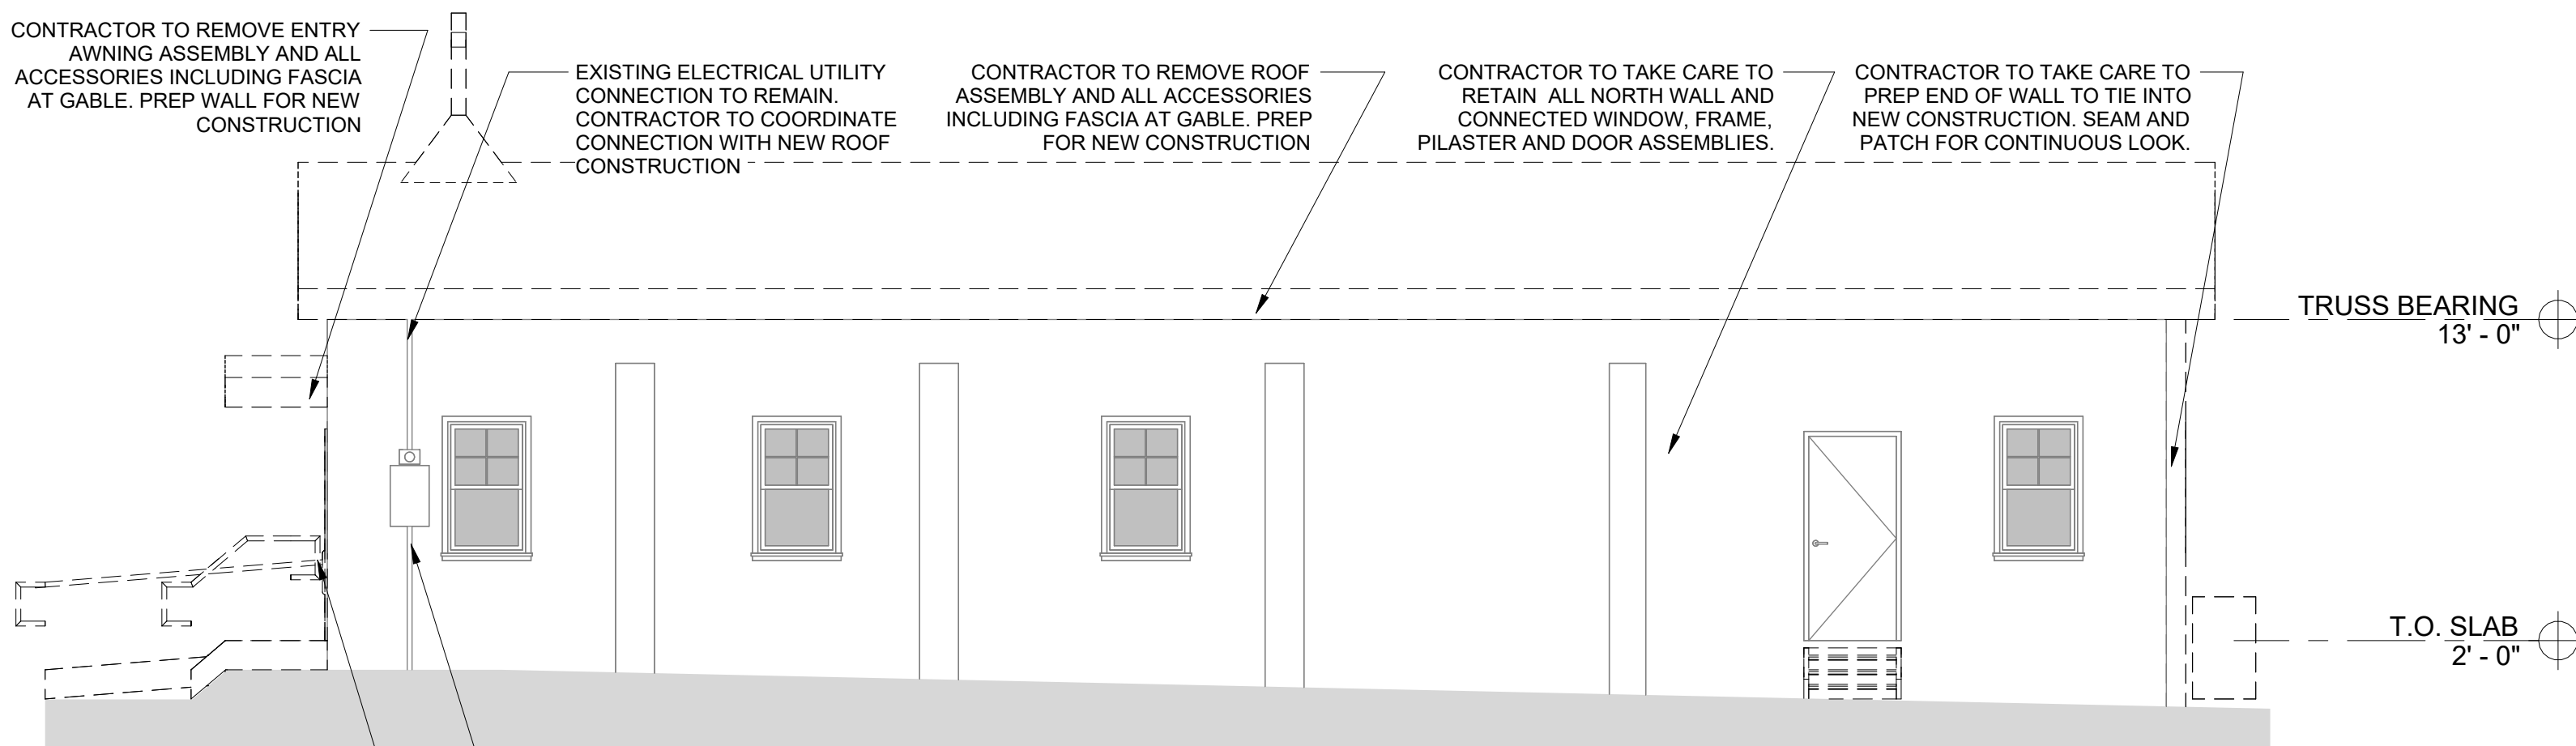 CONTRACTOR TO REMOVE ENTRY
AWNING ASSEMBLY AND ALL
ACCESSORIES INCLUDING FASCIA
AT GABLE. PREP WALL FOR NEW
CONSTRUCTION
EXISTING ELECTRICAL UTILITY
CONNECTION TO REMAIN.
CONTRACTOR TO COORDINATE
CONNECTION WITH NEW ROOF
CONSTRUCTION
CONTRACTOR TO REMOVE ROOF
ASSEMBLY AND ALL ACCESSORIES
INCLUDING FASCIA AT GABLE. PREP
FOR NEW CONSTRUCTION
CONTRACTOR TO TAKE CARE TO
RETAIN ALL NORTH WALL AND
CONNECTED WINDOW, FRAME,
PILASTER AND DOOR ASSEMBLIES.
CONTRACTOR TO TAKE CARE TO
PREP END OF WALL TO TIE INTO
NEW CONSTRUCTION. SEAM AND
PATCH FOR CONTINUOUS LOOK.
TRUSS BEARING
13' - 0"
T.O. SLAB
2' - 0"